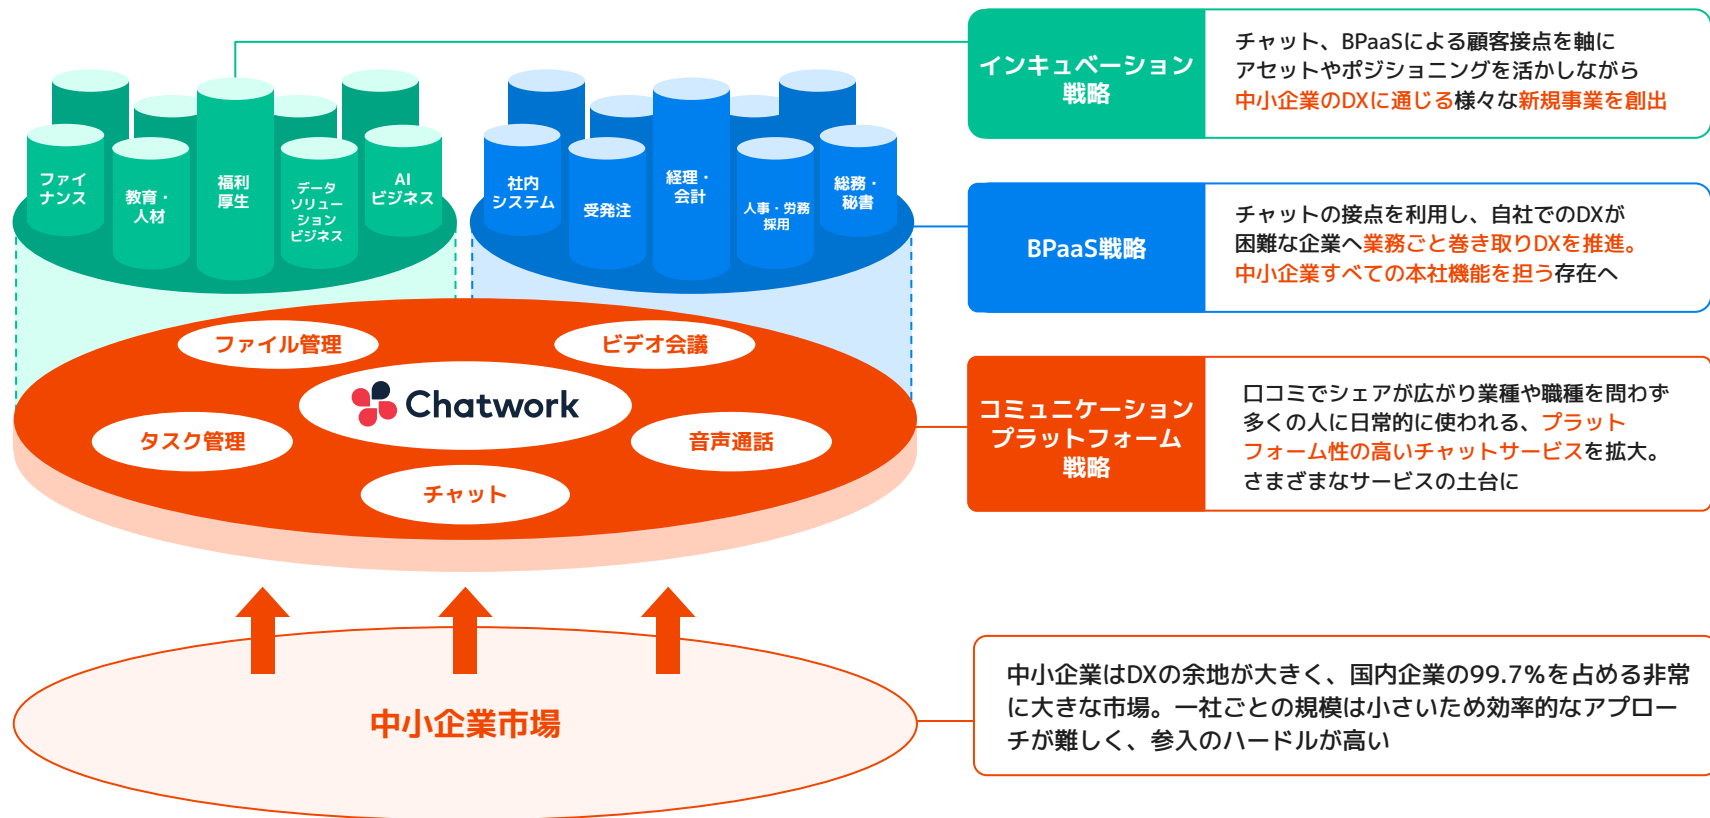 インキュベーション
戦略
チャット、BPaaSによる顧客接点を軸に
アセットやポジショニングを活かしながら
中小企業のDXに通じる様々な新規事業を創出
ファイ
ナンス
教育・
人材
福利
厚生
データ
ソリュー
ション
ビジネス
AI
ビジネス
社内
システム
受発注
経理・
会計
人事・労務
採用
総務・
秘書
BPaaS戦略
チャットの接点を利用し、自社でのDXが
困難な企業へ業務ごと巻き取りDXを推進。
中小企業すべての本社機能を担う存在へ
ファイル管理
ビデオ会議
Chatwork
タスク管理
音声通話
チャット
コミュニケーション
プラットフォーム
戦略
口コミでシェアが広がり業種や職種を問わず
多くの人に日常的に使われる、プラット
フォーム性の高いチャットサービスを拡大。
さまざまなサービスの土台に
中小企業市場
中小企業はDXの余地が大きく、国内企業の99.7%を占める非常
に大きな市場。一社ごとの規模は小さいため効率的なアプロー
チが難しく、参入のハードルが高い